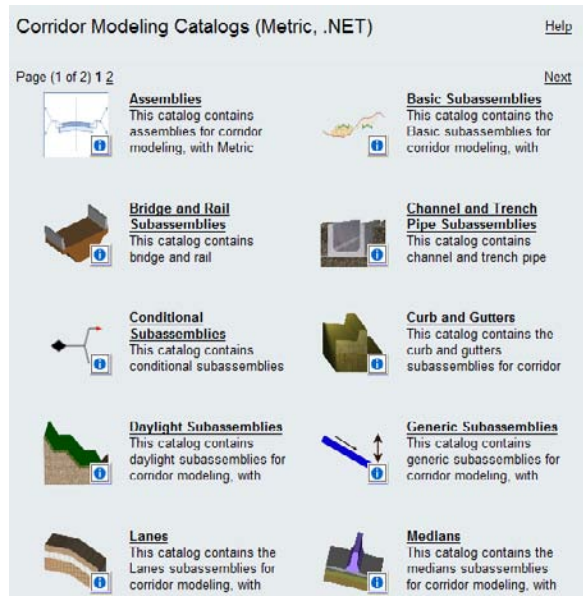 Corridor Modeling Catalogs (Metric, .NET)
Help
Page (1 of 2) 1 2
Next
Assemblies
This catalog contains
assemblies for corridor
modeling, with Metric
Basic Subassemblies
This catalog contains the
Basic subassemblies for
corridor modeling, with
Bridge and Rail
Subassemblies
This catalog contains
bridge and rail
Channel and Trench
Pipe Subassemblies
This catalog contains
channel and trench pipe
Conditional
Subassemblies
This catalog contains
conditional subassemblies
Curb and Gutters
This catalog contains the
curb and gutters
subassemblies for corridor
Daylight Subassemblies
This catalog contains
daylight subassemblies for
corridor modeling, with
Generic Subassemblies
This catalog contains
generic subassemblies for
corridor modeling, with
Lanes
This catalog contains the
Lanes subassemblies for
corridor modeling, with
Medians
This catalog contains the
medians subassemblies
for corridor modeling, with